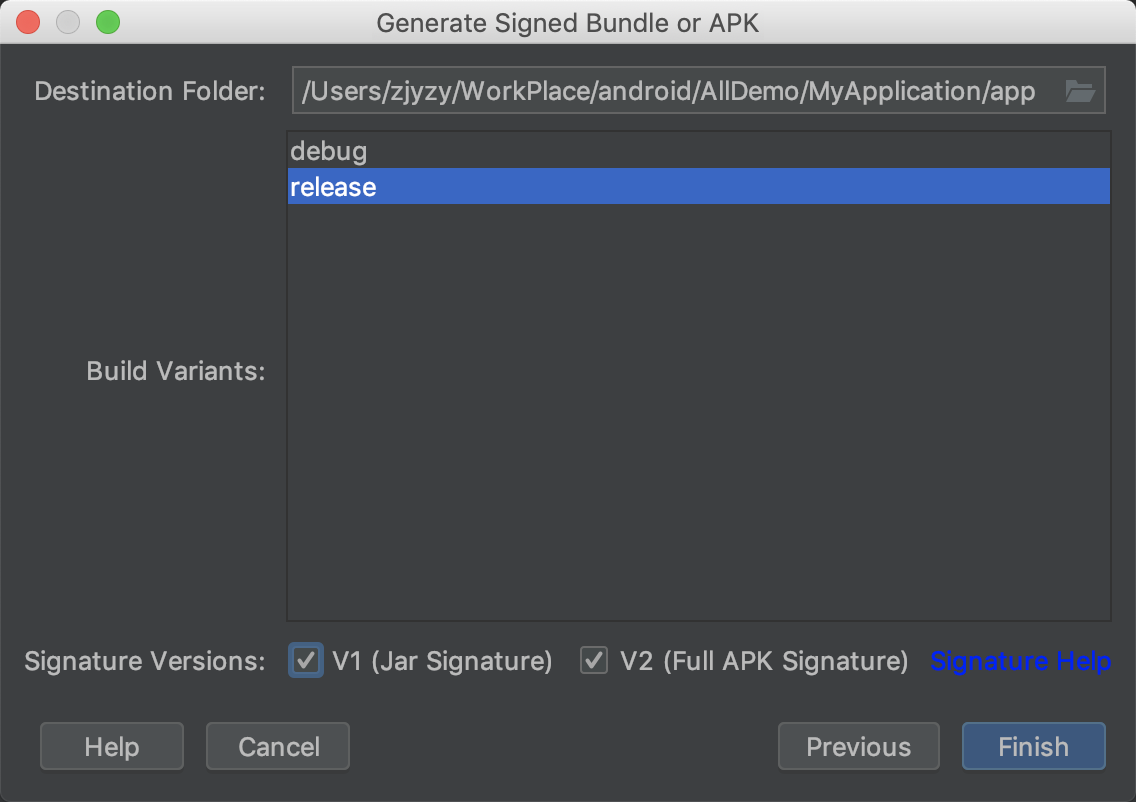 Generate Signed Bundle or APK
Destination Folder: /Users/zjyzy/WorkPlace/android/AllDemo/MyApplication/app
debug
release
Build Variants:
Signature Versions: V1 (Jar Signature) V2 (Full APK Signature) Signature Help
Help Cancel Previous Finish